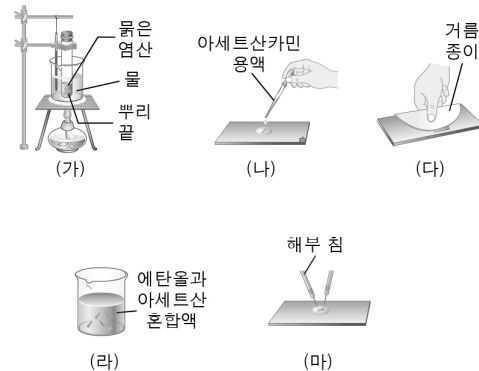 묽은
염산
물
뿌리
끝
(가)
아세트산카민
용액
(나)
거름
종이
(다)
에탄올과
아세트산
혼합액
(라)
해부 침
(마)